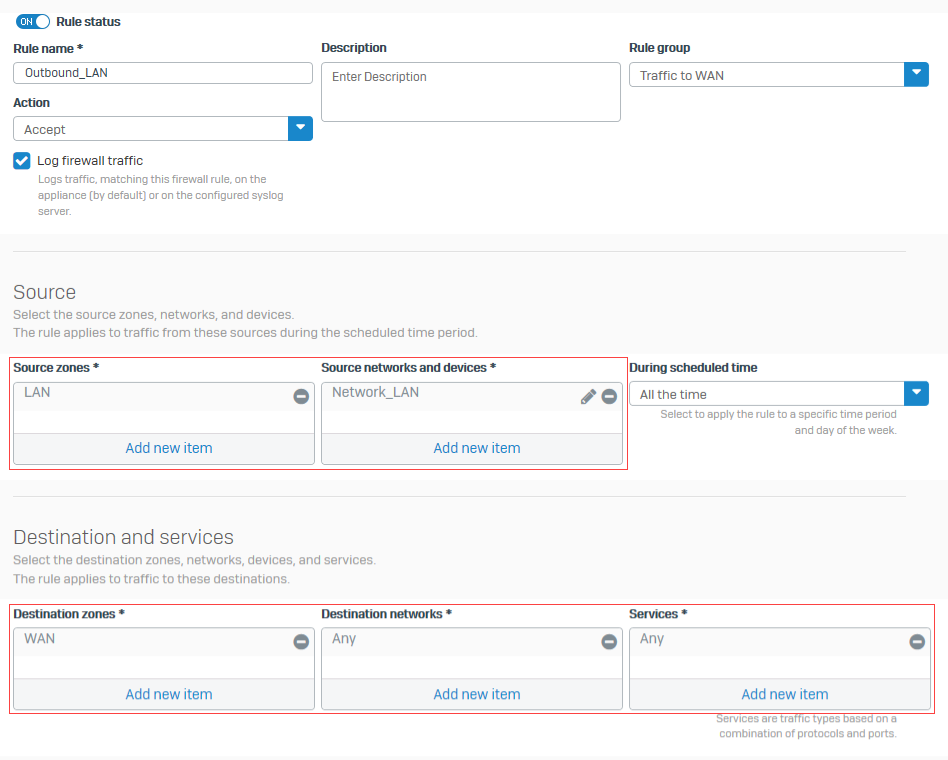 ON Rule status
Rule name *
Outbound_LAN
Description
Enter Description
Rule group
Traffic to WAN
Action
Accept
Log firewall traffic
Logs traffic, matching this firewall rule, on the
appliance (by default) or on the configured syslog
server.
Source
Select the source zones, networks, and devices.
The rule applies to traffic from these sources during the scheduled time period.
Source zones *
LAN
Add new item
Source networks and devices *
Network_LAN
Add new item
During scheduled time
All the time
Select to apply the rule to a specific time period
and day of the week.
Destination and services
Select the destination zones, networks, devices, and services.
The rule applies to traffic to these destinations.
Destination zones *
WAN
Add new item
Destination networks *
Any
Add new item
Services *
Any
Add new item
Services are traffic types based on a
combination of protocols and ports.